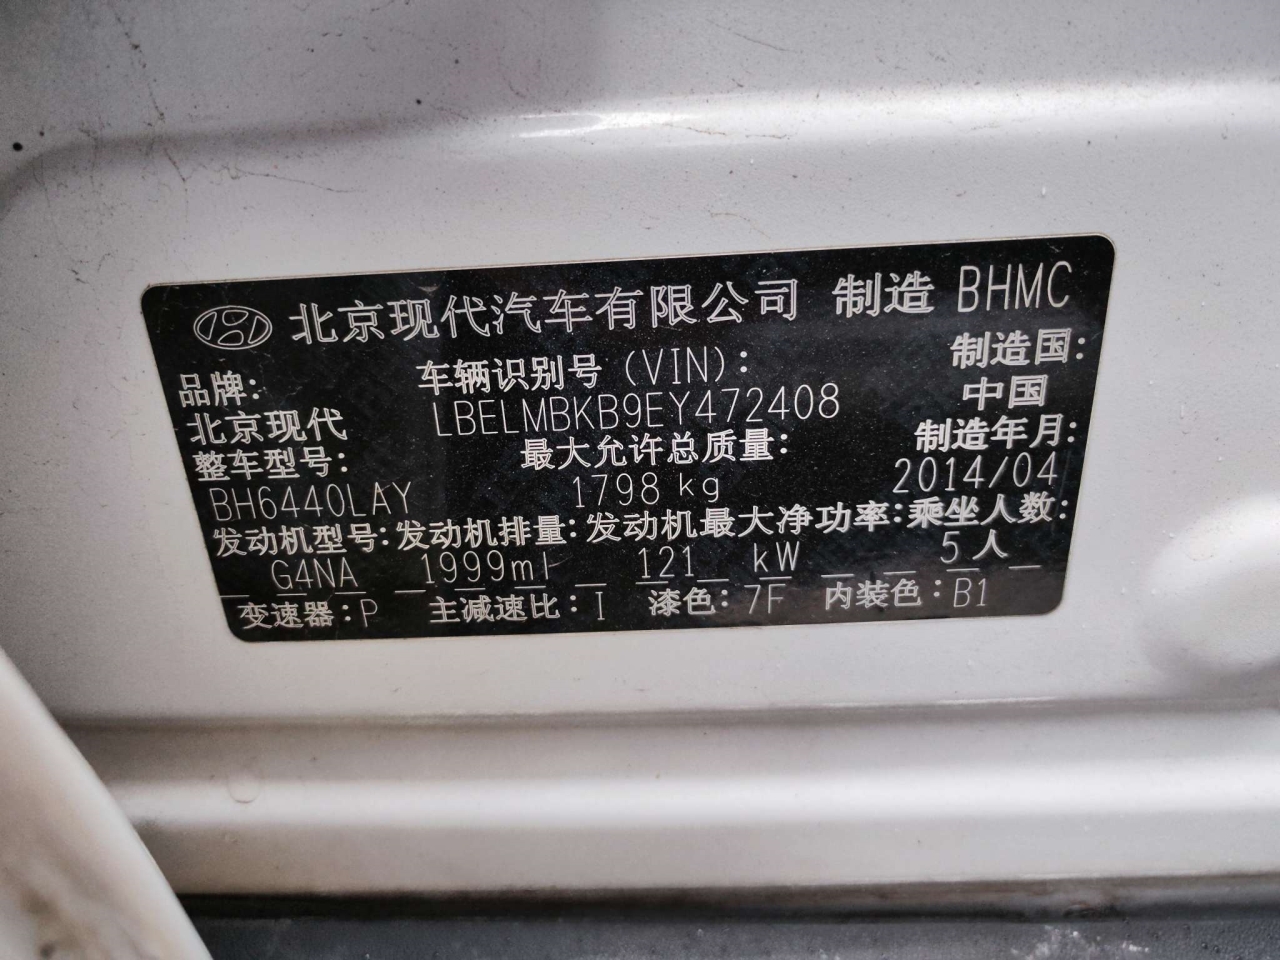 北京现代汽车有限公司 制造 BHMC
品牌: 车辆识别号 (VIN): 制造国:
北京现代 LBELMBKB9EY472408 中国
整车型号: 最大允许总质量: 制造年月:
BH6440LAY 1798 kg 2014/04
发动机型号: 发动机排量: 发动机最大净功率: 乘坐人数:
G4NA 1999ml 121 kW 5人
变速器: P 主减速比: I 漆色: 7F 内装色: B1